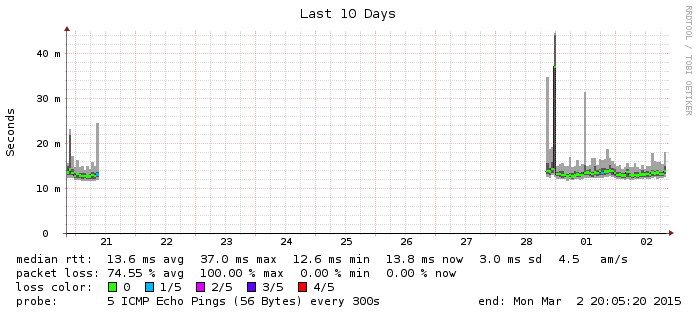 Last 10 Days
RRDTOOL / TOBI OETIKER
Seconds
40 m
30 m
20 m
10 m
0
21 22 23 24 25 26 27 28 01 02
median rtt: 13.6 ms avg 37.0 ms max 12.6 ms min 13.8 ms now 3.0 ms sd 4.5 am/s
packet loss: 74.55 % avg 100.00 % max 0.00 % min 0.00 % now
loss color: 0 1/5 2/5 3/5 4/5
probe: 5 ICMP Echo Pings (56 Bytes) every 300s end: Mon Mar 2 20:05:20 2015